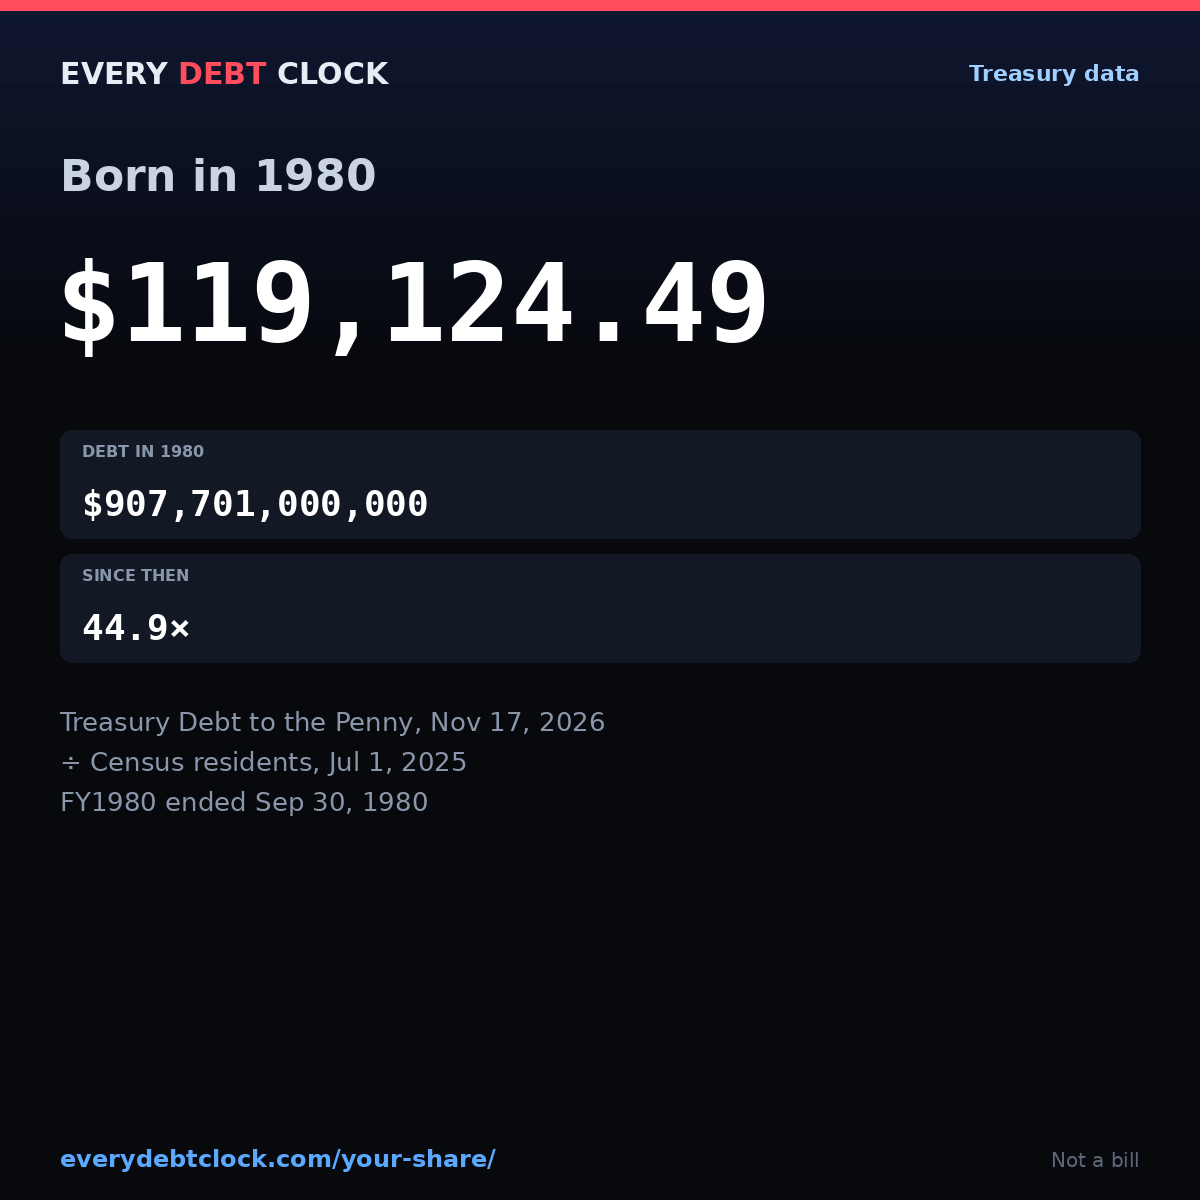 EVERY DEBT CLOCK
Treasury data
Born in 1980
$119,124.49
DEBT IN 1980
$907,701,000,000
SINCE THEN
44.9×
Treasury Debt to the Penny, Nov 17, 2026
÷ Census residents, Jul 1, 2025
FY1980 ended Sep 30, 1980
everydebtclock.com/your-share/
Not a bill